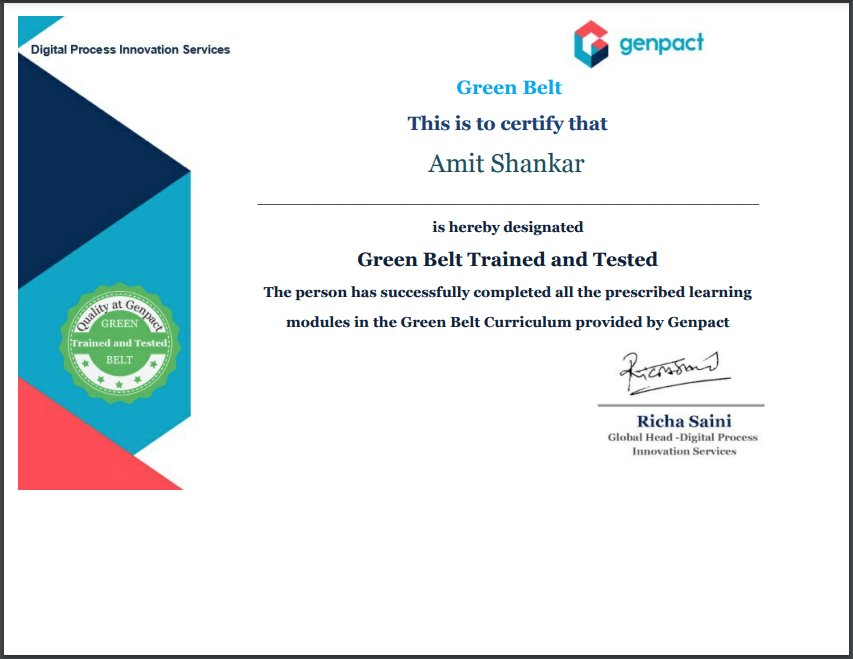 Digital Process Innovation Services
genpact
Green Belt
This is to certify that
Amit Shankar
is hereby designated
Green Belt Trained and Tested
The person has successfully completed all the prescribed learning
modules in the Green Belt Curriculum provided by Genpact
Quality at Genpact
GREEN
Trained and Tested
BELT
Richa Saini
Global Head -Digital Process
Innovation Services